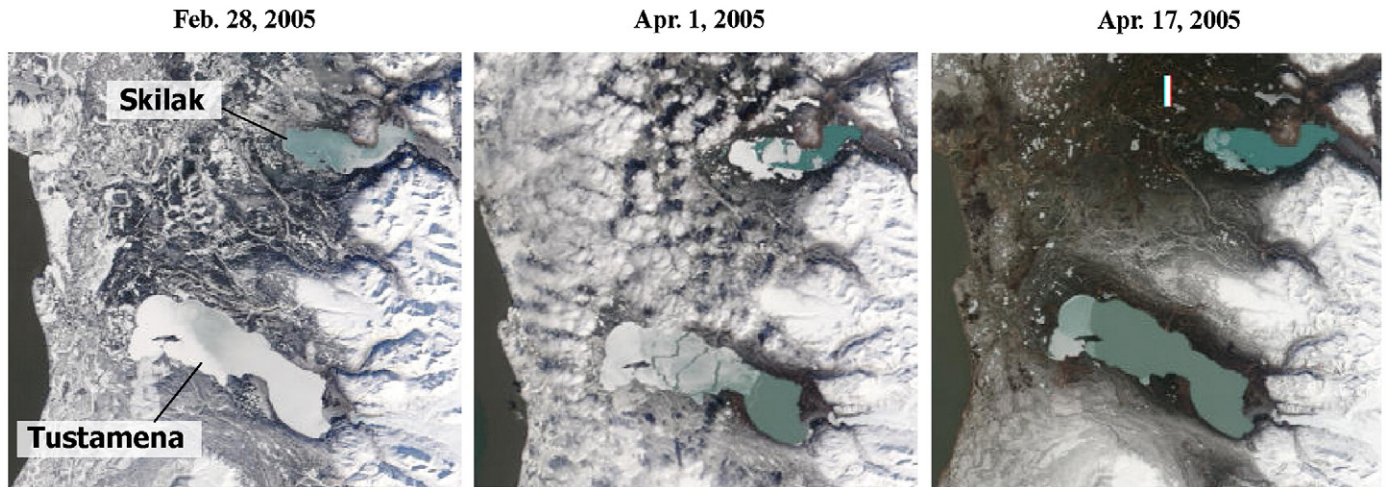 Feb. 28, 2005
Apr. 1, 2005
Apr. 17, 2005
Skilak
Tustamena